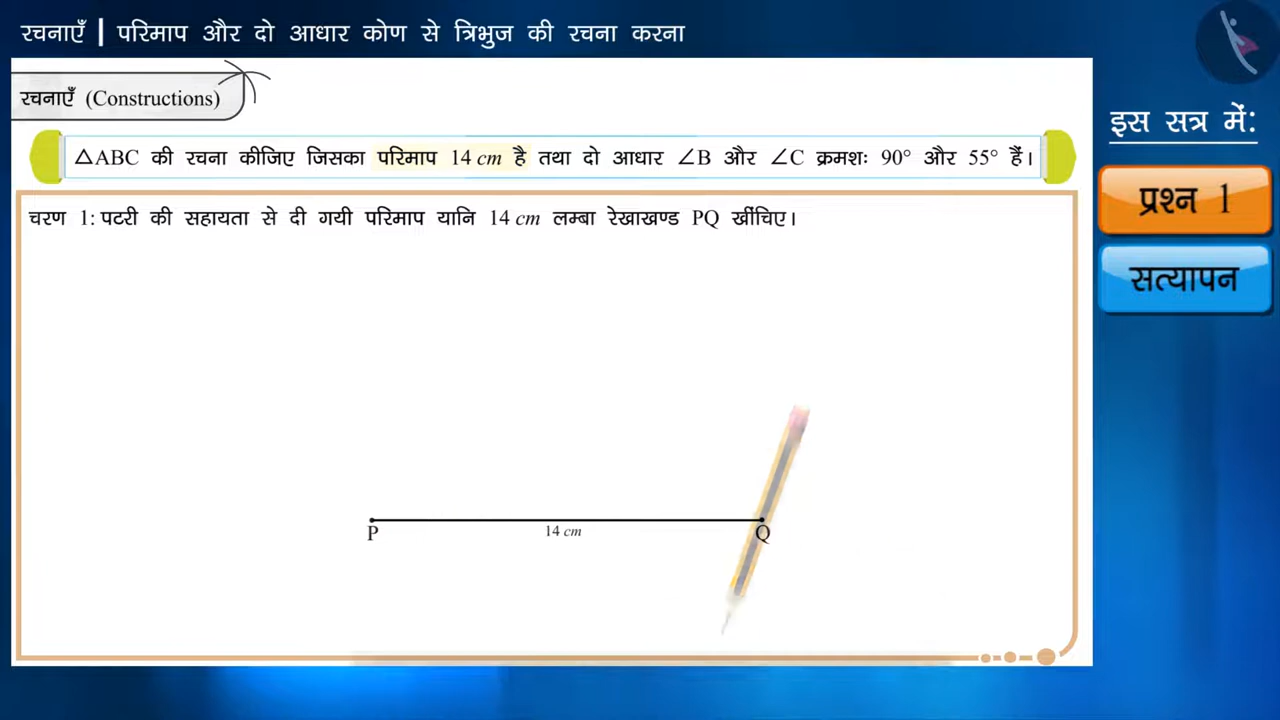 रचनाएँ | परिमाप और दो आधार कोण से त्रिभुज की रचना करना
रचनाएँ (Constructions)
इस सत्र में:
△ABC की रचना कीजिए जिसका परिमाप 14 cm है तथा दो आधार ∠B और ∠C क्रमशः 90° और 55° हैं।
प्रश्न 1
चरण 1: पटरी की सहायता से दी गयी परिमाप यानि 14 cm लम्बा रेखाखण्ड PQ खींचिए।
सत्यापन
P
14 cm
Q